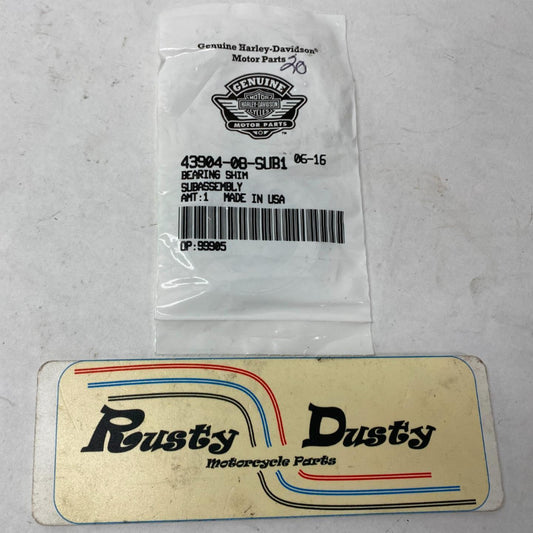 Genuine Harley-Davidson®
Motor Parts
20
GENUINE
MOTOR
HARLEY-DAVIDSON
CYCLES
MOTOR PARTS
™
43904-08-SUB1 06-16
BEARING SHIM
SUBASSEMBLY
AMT:1 MADE IN USA
OP:99905
Rusty Dusty
Motorcycle Parts